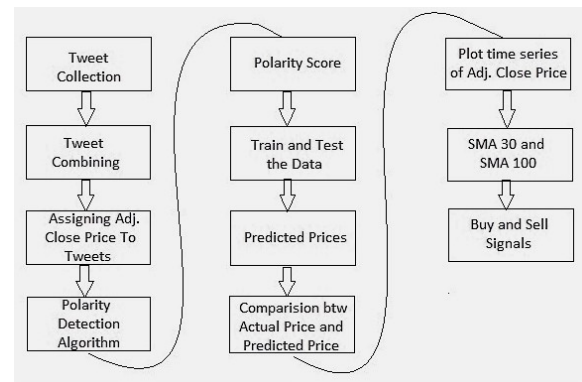 Tweet
Collection
Tweet
Combining
Assigning Adj.
Close Price To
Tweets
Polarity
Detection
Algorithm
Polarity Score
Train and Test
the Data
Predicted Prices
Comparision btw
Actual Price and
Predicted Price
Plot time series
of Adj. Close Price
SMA 30 and
SMA 100
Buy and Sell
Signals